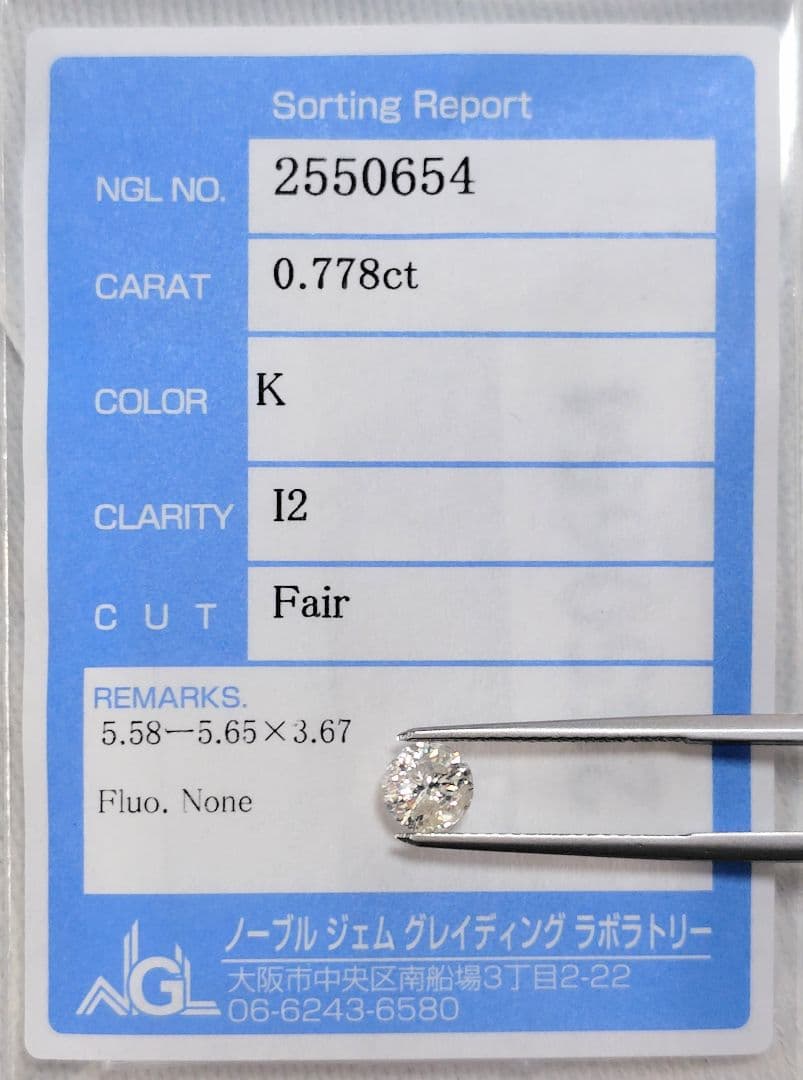 Sorting Report
NGL NO. 2550654
CARAT 0.778ct
COLOR K
CLARITY I2
CUT Fair
REMARKS.
5.58－5.65×3.67
Fluo. None
NGL
ノーブル ジェム グレイディング ラボラトリー
大阪市中央区南船場3丁目2-22
06-6243-6580